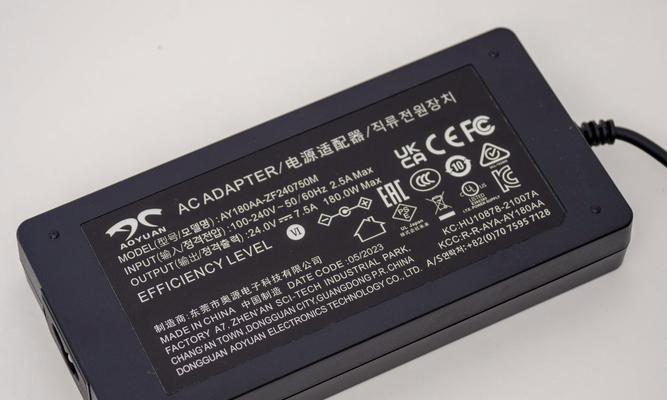 AC ADAPTER/电源适配器/직류전원장치
AOYUAN
MODEL(型号/모델명) : AY180AA-ZF240750M
INPUT(输入/정격전압) : 100-240V~50/60Hz 2.5A Max
OUTPUT(输出/정격출력) : 24.0V 7.5A 180.0W Max
EFFICIENCY LEVEL VI
UK CA CE FC
EAC CCC 10
KC:HU10878-21007A
KCC:R-R-AYA-AY180AA
A/S연락처:+82(0)70 7595 7128
制造商:东莞市奥源电子科技有限公司
MADE IN CHINA 中国制造 DATE CODE:05/2023
FACTORY A7, ZHEN'AN SCI-TECH INDUSTRIAL PARK,
CHANG'AN TOWN, DONGGUAN CITY GUANGDONG P.R. CHINA
DONGGUAN AOYUAN ELECTRONICS TECHNOLOGY CO., LTD.